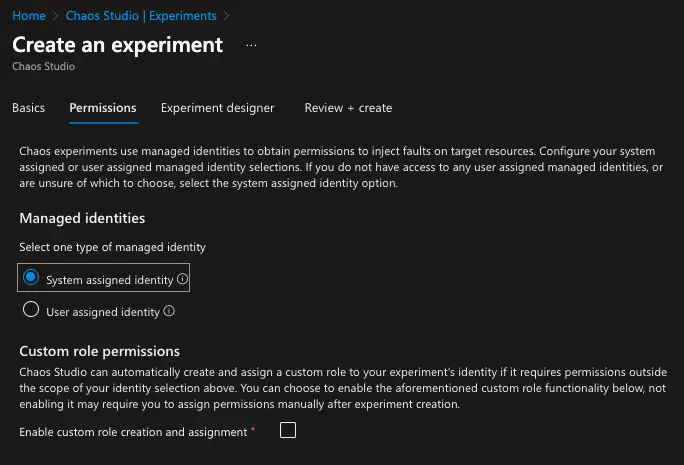 Home > Chaos Studio | Experiments >
Create an experiment ...
Chaos Studio
Basics Permissions Experiment designer Review + create
Chaos experiments use managed identities to obtain permissions to inject faults on target resources. Configure your system
assigned or user assigned managed identity selections. If you do not have access to any user assigned managed identities, or
are unsure of which to choose, select the system assigned identity option.
Managed identities
Select one type of managed identity
System assigned identity
User assigned identity
Custom role permissions
Chaos Studio can automatically create and assign a custom role to your experiment's identity if it requires permissions outside
the scope of your identity selection above. You can choose to enable the aforementioned custom role functionality below, not
enabling it may require you to assign permissions manually after experiment creation.
Enable custom role creation and assignment *